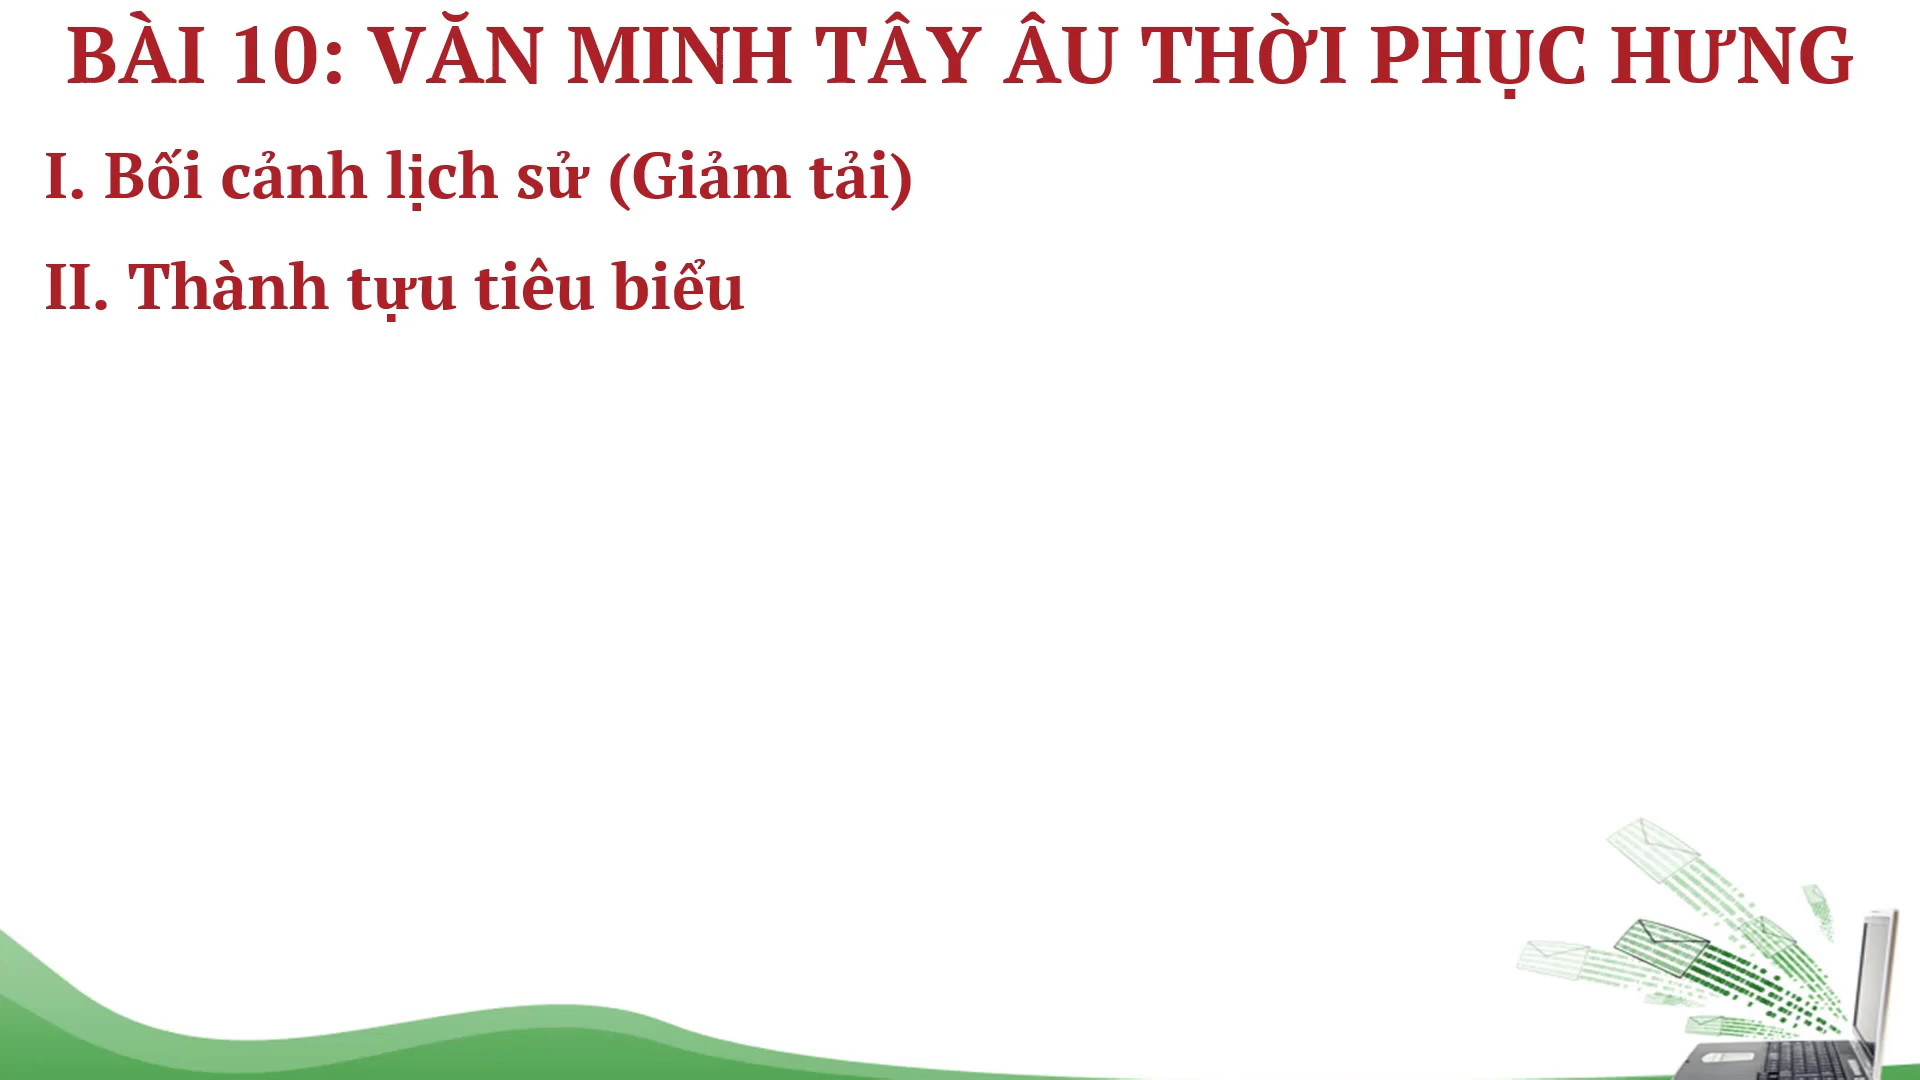 BÀI 10: VĂN MINH TÂY ÂU THỜI PHỤC HƯNG
I. Bối cảnh lịch sử (Giảm tải)
II. Thành tựu tiêu biểu